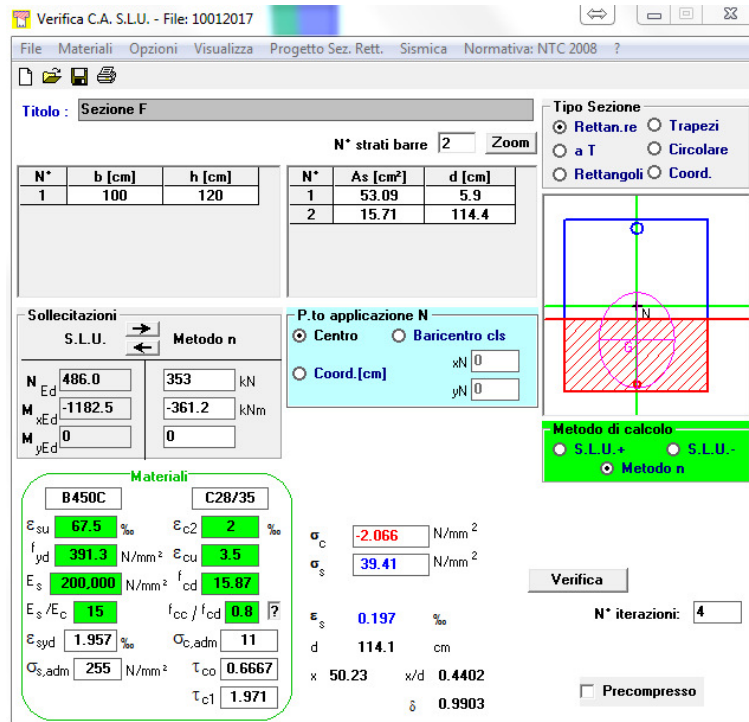 Verifica C.A. S.L.U. - File: 10012017
File Materiali Opzioni Visualizza Progetto Sez. Rett. Sismica Normativa: NTC 2008 ?
Titolo : Sezione F
N* strati barre 2 Zoom
N* b [cm] h [cm]
1 100 120
N* As [cm²] d [cm]
1 53.09 5.9
2 15.71 114.4
Tipo Sezione
Rettan.re Trapezi
a T Circolare
Rettangoli Coord.
N
G
Sollecitazioni
S.L.U. Metodo n
N Ed 486.0 353 kN
M xEd -1182.5 -361.2 kNm
M yEd 0 0
P.to applicazione N
Centro Baricentro cls
Coord.[cm] xN 0
yN 0
Metodo di calcolo
S.L.U.+ S.L.U.-
Metodo n
Materiali
B450C C28/35
εsu 67.5 ‰ εc2 2 ‰
fyd 391.3 N/mm² εcu 3.5
Es 200,000 N/mm² fcd 15.87
Es /Ec 15 fcc / fcd 0.8 ?
εsyd 1.957 ‰ σc,adm 11
σs,adm 255 N/mm² τco 0.6667
τc1 1.971
σc -2.066 N/mm²
σs 39.41 N/mm²
εs 0.197 ‰
d 114.1 cm
x 50.23 x/d 0.4402
δ 0.9903
Verifica
N* iterazioni: 4
Precompresso